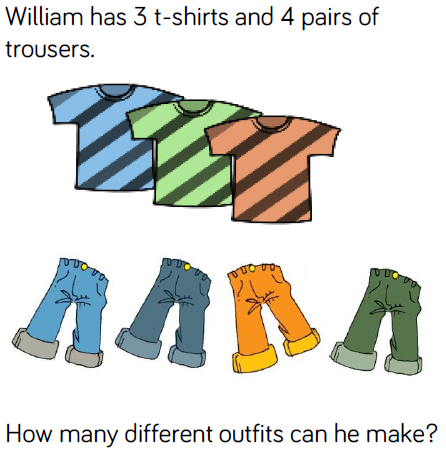 William has 3 t-shirts and 4 pairs of
trousers.
How many different outfits can he make?